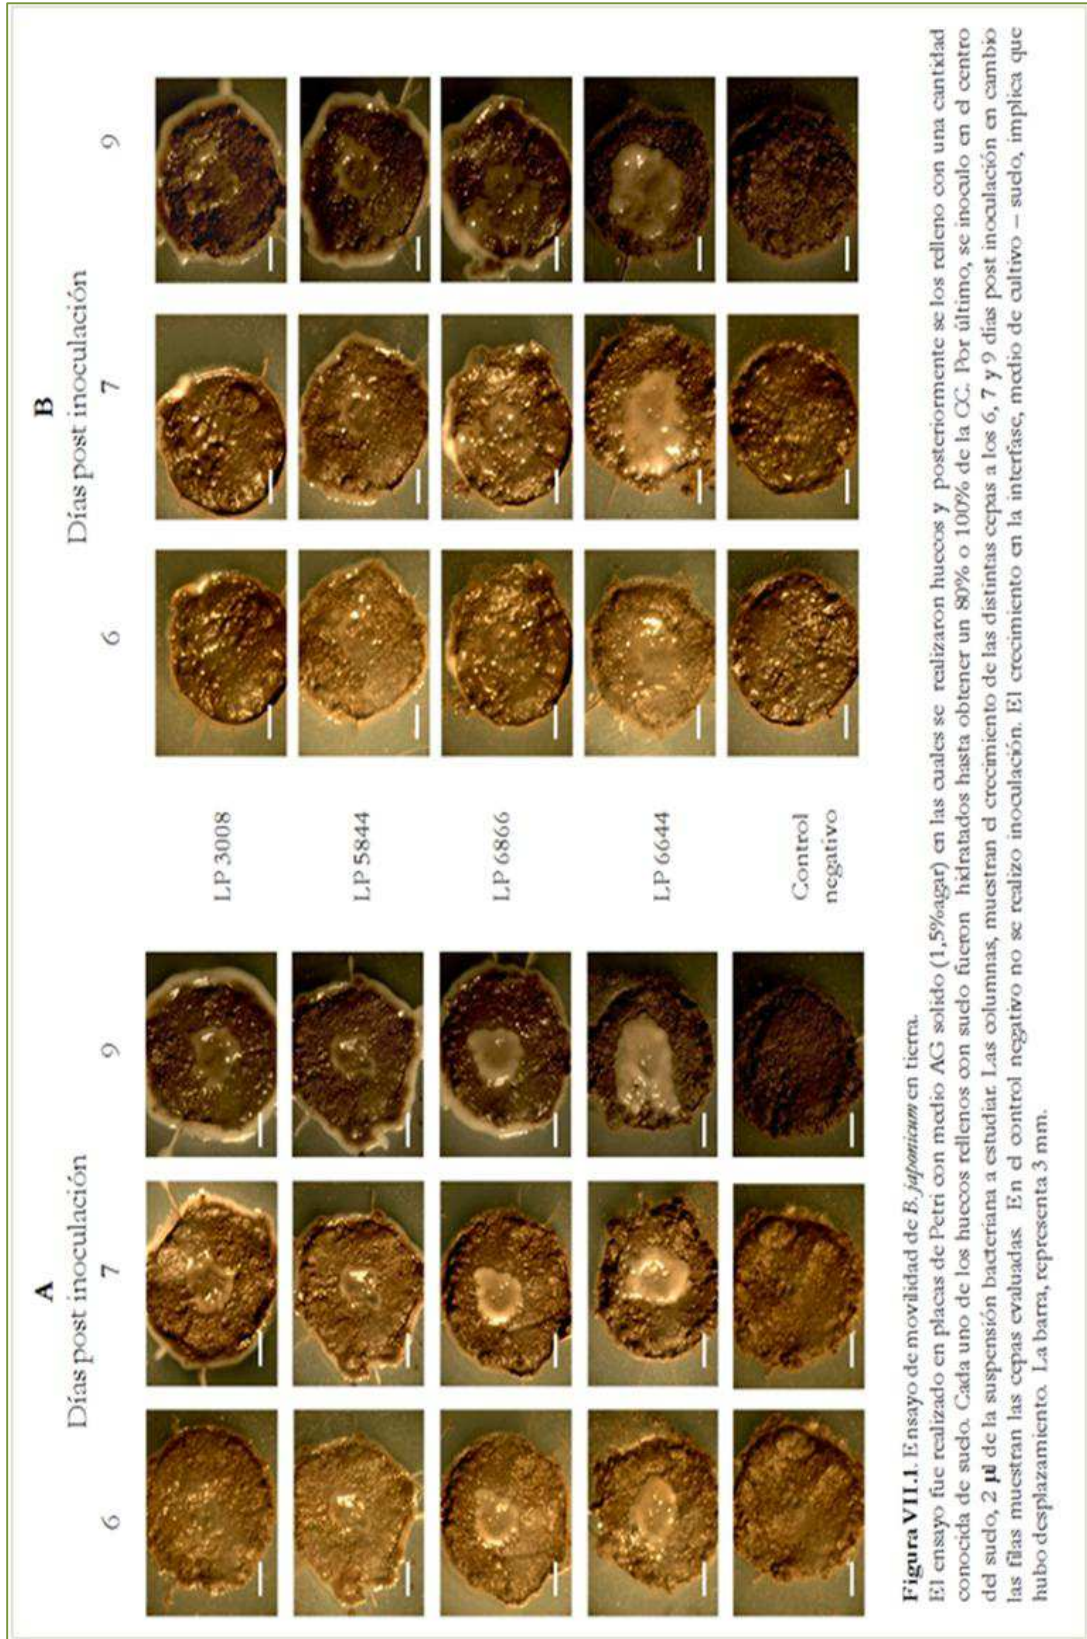 A
Días post inoculación
6 7 9
B
Días post inoculación
6 7 9
LP 3008
LP 5844
LP 6866
LP 6644
Control
negativo
Figura VII.1. Ensayo de movilidad de B. japonicum en tierra.
El ensayo fue realizado en placas de Petri con medio AG solido (1,5%agar) en las cuales se realizaron huecos y posteriormente se los relleno con una cantidad
conocida de suelo. Cada uno de los huecos rellenos con suelo fueron hidratados hasta obtener un 80% o 100% de la CC. Por último, se inoculo en el centro
del suelo, 2 µl de la suspensión bacteriana a estudiar. Las columnas, muestran el crecimiento de las distintas cepas a los 6, 7 y 9 días post inoculación en cambio
las filas muestran las cepas evaluadas. En el control negativo no se realizo inoculación. El crecimiento en la interfase, medio de cultivo – suelo, implica que
hubo desplazamiento. La barra, representa 3 mm.